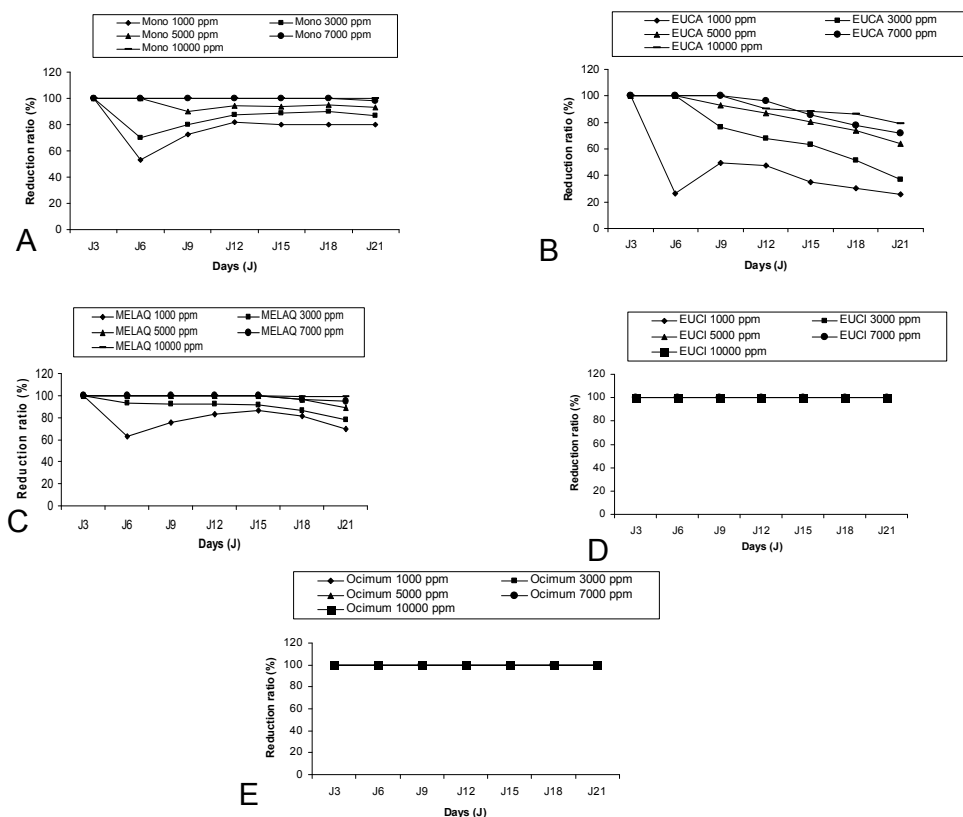 Mono 1000 ppm Mono 3000 ppm
Mono 5000 ppm Mono 7000 ppm
Mono 10000 ppm
Reduction ratio (%)
120
100
80
60
40
20
0
J3 J6 J9 J12 J15 J18 J21
Days (J)
A
EUCA 1000 ppm EUCA 3000 ppm
EUCA 5000 ppm EUCA 7000 ppm
EUCA 10000 ppm
Reduction ratio (%)
120
100
80
60
40
20
0
J3 J6 J9 J12 J15 J18 J21
Days (J)
B
MELAQ 1000 ppm MELAQ 3000 ppm
MELAQ 5000 ppm MELAQ 7000 ppm
MELAQ 10000 ppm
Reduction ratio (%)
120
100
80
60
40
20
0
J3 J6 J9 J12 J15 J18 J21
Days (J)
C
EUCI 1000 ppm EUCI 3000 ppm
EUCI 5000 ppm EUCI 7000 ppm
EUCI 10000 ppm
Reduction ratio (%)
120
100
80
60
40
20
0
J3 J6 J9 J12 J15 J18 J21
Days (J)
D
Ocimum 1000 ppm Ocimum 3000 ppm
Ocimum 5000 ppm Ocimum 7000 ppm
Ocimum 10000 ppm
Reduction ratio (%)
120
100
80
60
40
20
0
J3 J6 J9 J12 J15 J18 J21
Days (J)
E